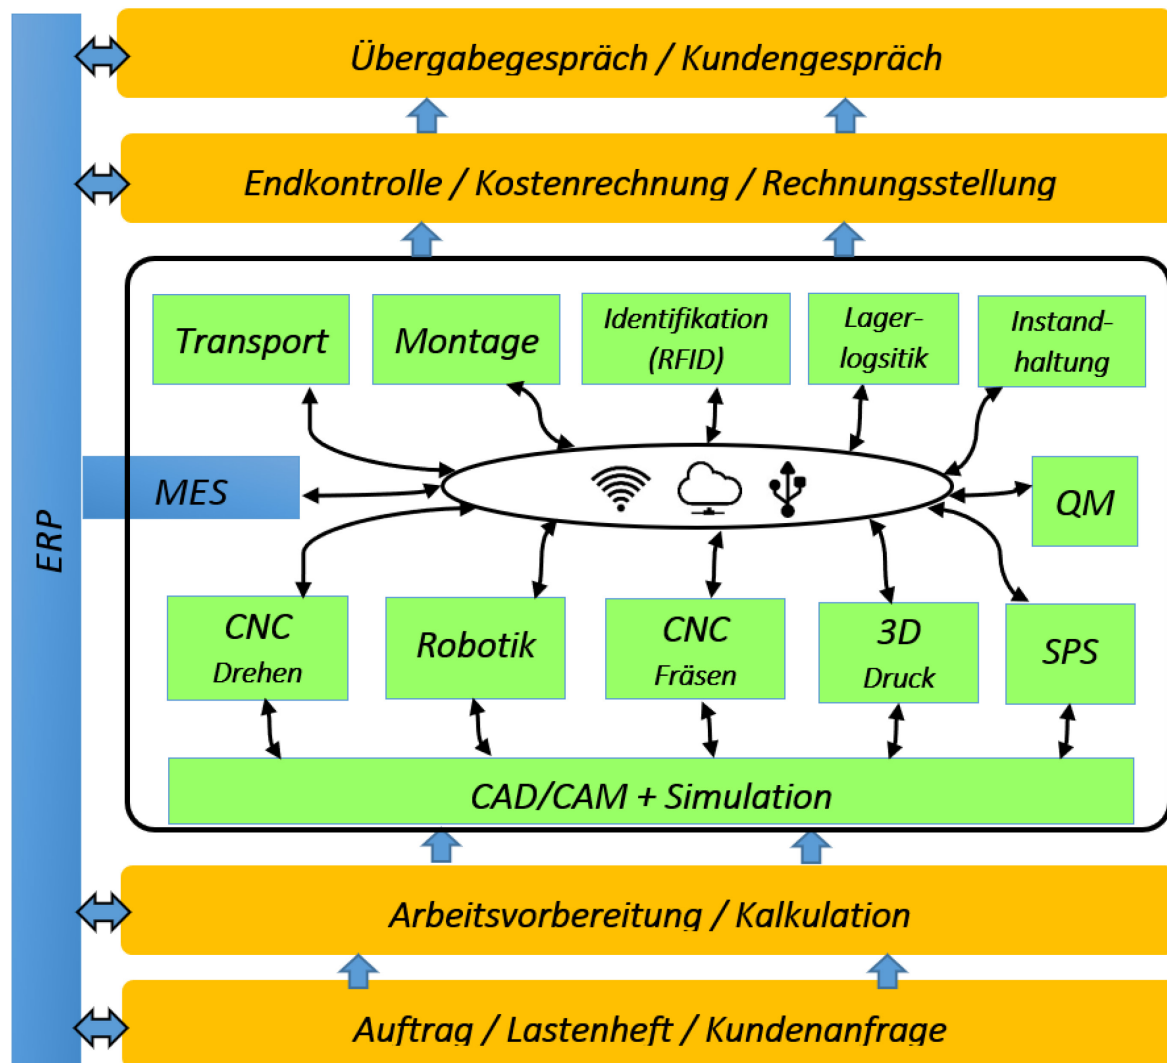 Übergabegespräch / Kundengespräch
Endkontrolle / Kostenrechnung / Rechnungsstellung
Transport
Montage
Identifikation
(RFID)
Lager-
logsitik
Instand-
haltung
MES
QM
ERP
CNC
Drehen
Robotik
CNC
Fräsen
3D
Druck
SPS
CAD/CAM + Simulation
Arbeitsvorbereitung / Kalkulation
Auftrag / Lastenheft / Kundenanfrage